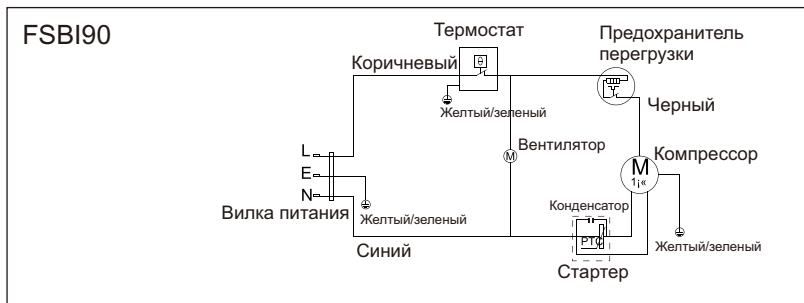 FSBI90
Термостат
Предохранитель
перегрузки
Коричневый
θ
Желтый/зеленый
Черный
Вентилятор
M
Компрессор
M
1¡«
L
E
N
Вилка питания
Желтый/зеленый
Конденсатор
PTC
Желтый/зеленый
Синий
Стартер